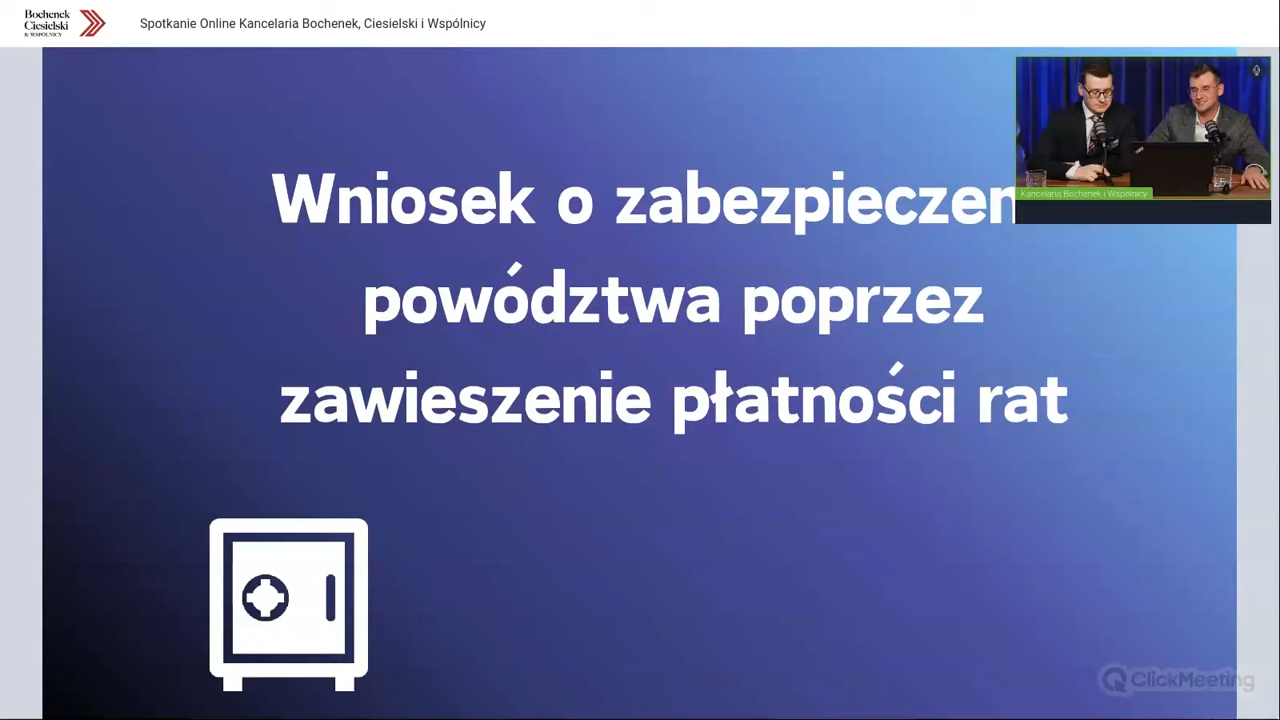 Bochenek
Ciesielski
& WSPÓLNICY
Spotkanie Online Kancelaria Bochenek, Ciesielski i Wspólnicy
Wniosek o zabezpieczen
powództwa poprzez
zawieszenie płatności rat
Kancelaria Bochenek i Wspólnicy
ClickMeeting